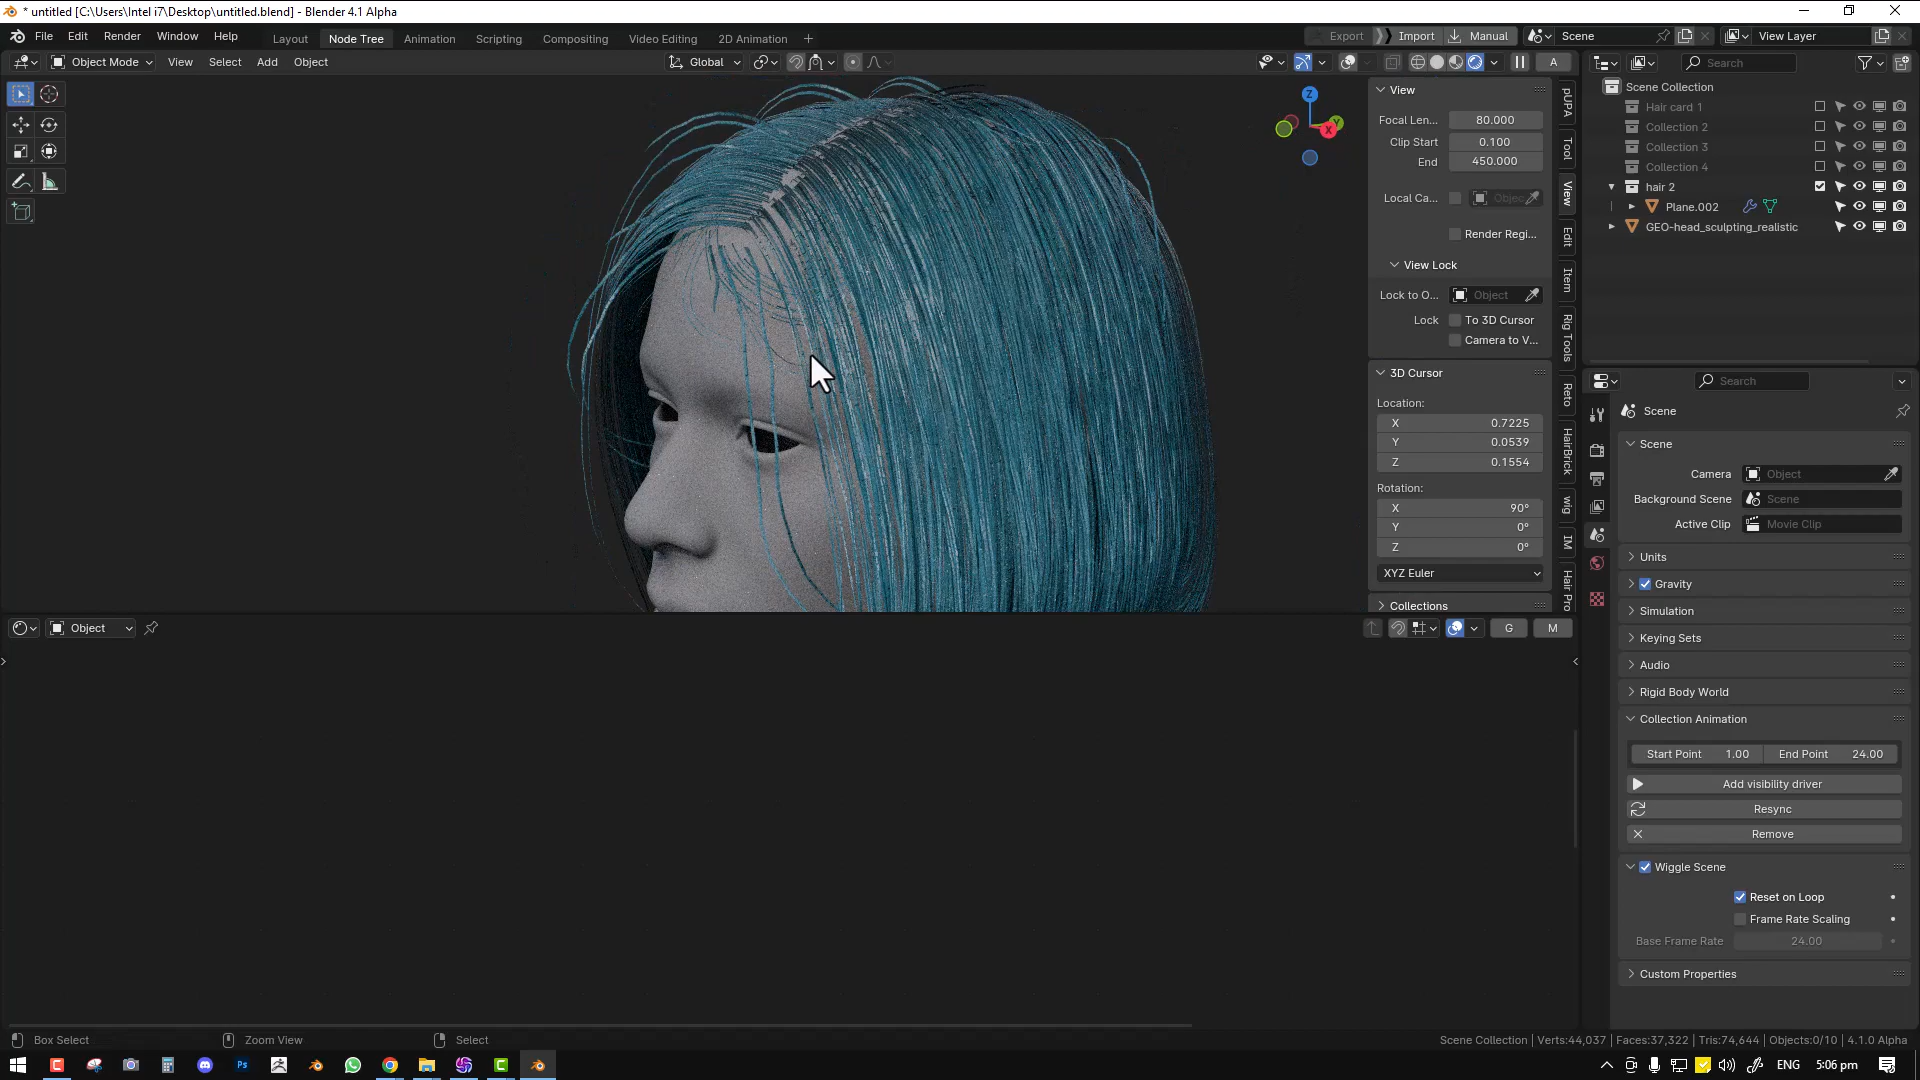 * untitled [C:\Users\Intel i7\Desktop\untitled.blend] - Blender 4.1 Alpha
File Edit Render Window Help Layout Node Tree Animation Scripting Compositing Video Editing 2D Animation + Export Import Manual Scene View Layer
Object Mode View Select Add Object Global A Search
Scene Collection
Hair card 1
Collection 2
Collection 3
Collection 4
hair 2
Plane.002
GEO-head_sculpting_realistic
Z
Y
X
View
Focal Len... 80.000
Clip Start 0.100
End 450.000
Local Ca... Objec
Render Regi...
View Lock
Lock to O... Object
Lock To 3D Cursor
Camera to V...
3D Cursor
Location:
X 0.7225
Y 0.0539
Z 0.1554
Rotation:
X 90°
Y 0°
Z 0°
XYZ Euler
Collections
pUPA
Tool
View
Edit
Item
Rig Tools
Reto
HairBrick
wig
IM
Hair Pro
Search
Scene
Scene
Camera Object
Background Scene Scene
Active Clip Movie Clip
Units
Gravity
Simulation
Keying Sets
Audio
Rigid Body World
Collection Animation
Start Point 1.00 End Point 24.00
Add visibility driver
Resync
Remove
Wiggle Scene
Reset on Loop
Frame Rate Scaling
Base Frame Rate 24.00
Custom Properties
Object G M
Box Select Zoom View Select Scene Collection | Verts:44,037 | Faces:37,322 | Tris:74,644 | Objects:0/10 | 4.1.0 Alpha
Ps ENG 5:06 pm